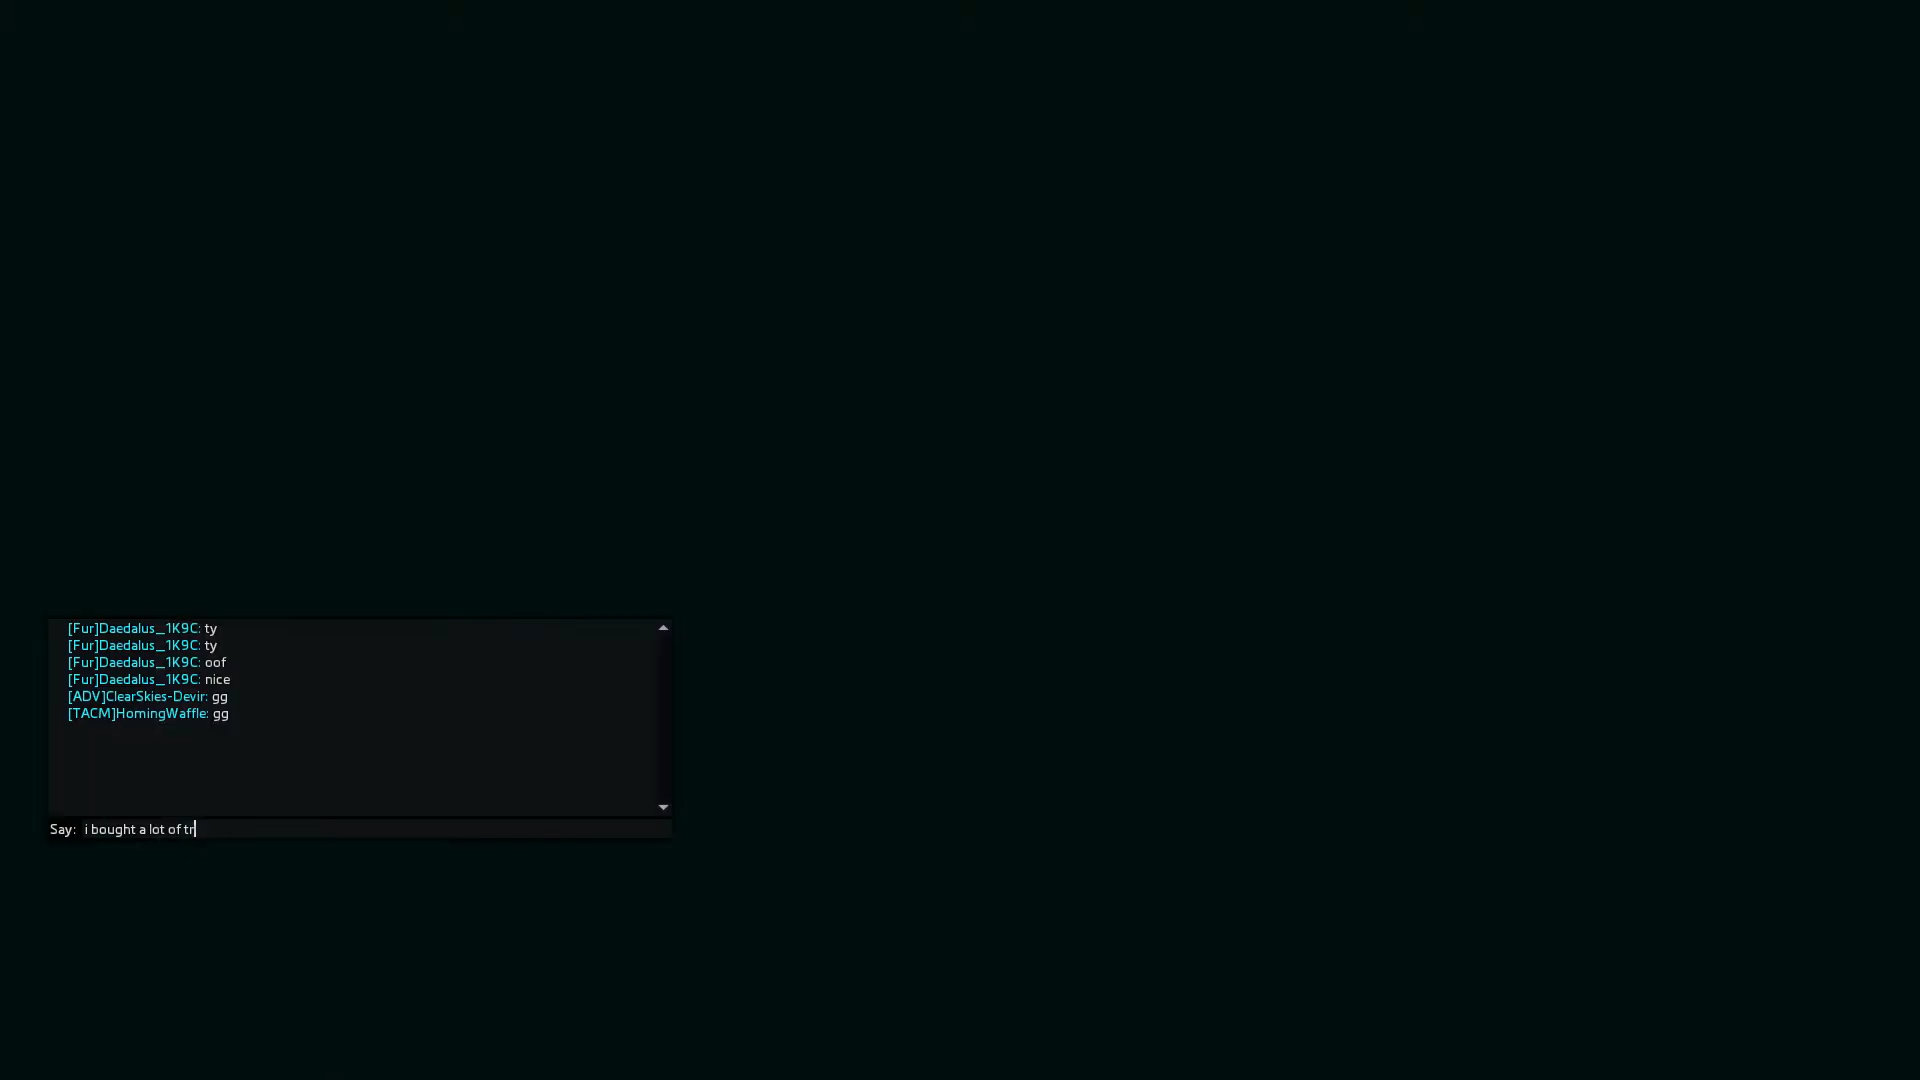 [Fur]Daedalus_1K9C: ty
[Fur]Daedalus_1K9C: ty
[Fur]Daedalus_1K9C: oof
[Fur]Daedalus_1K9C: nice
[ADV]ClearSkies-Devir: gg
[TACM]HomingWaffle: gg
Say: i bought a lot of tr